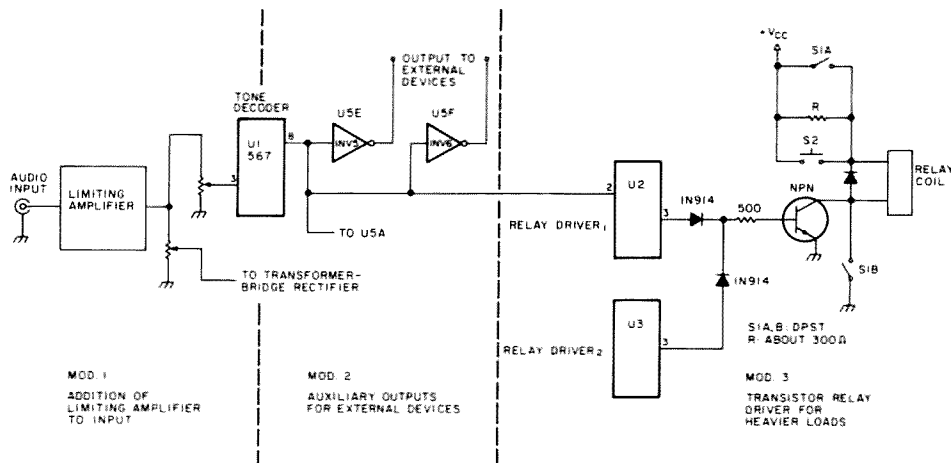 AUDIO
INPUT
LIMITING
AMPLIFIER
TO TRANSFORMER-
BRIDGE RECTIFIER
MOD. 1
ADDITION OF
LIMITING AMPLIFIER
TO INPUT
TONE
DECODER
U1
567
3
8
U5E
INV5
OUTPUT TO
EXTERNAL
DEVICES
U5F
INV6
TO U5A
MOD. 2
AUXILIARY OUTPUTS
FOR EXTERNAL DEVICES
RELAY DRIVER1
2
U2
3
IN914
500
NPN
RELAY DRIVER2
U3
3
IN914
+VCC
S1A
R
S2
RELAY
COIL
S1B
S1A,B: DPST
R: ABOUT 300Ω
MOD. 3
TRANSISTOR RELAY
DRIVER FOR
HEAVIER LOADS